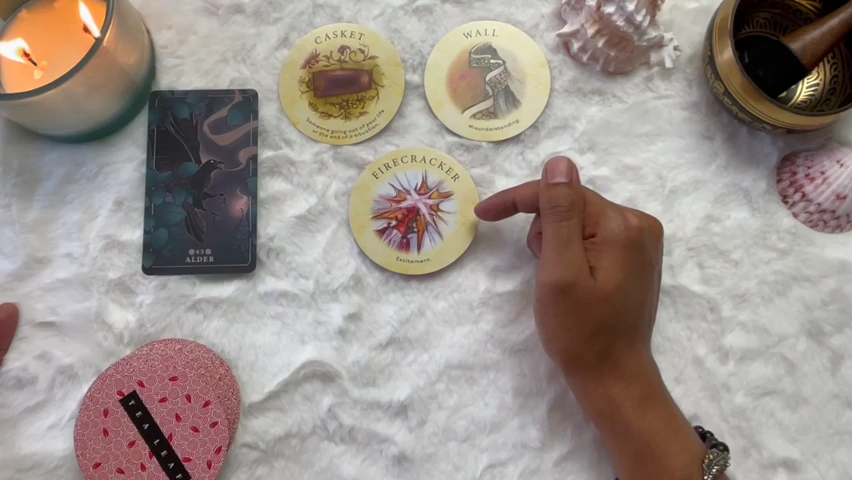 CASKET
Someone going out of your life
or the end of a situation.
WALL
Misunderstanding.
FIRECRACKER
Excitement.
43
ALDER
TEA LEAF